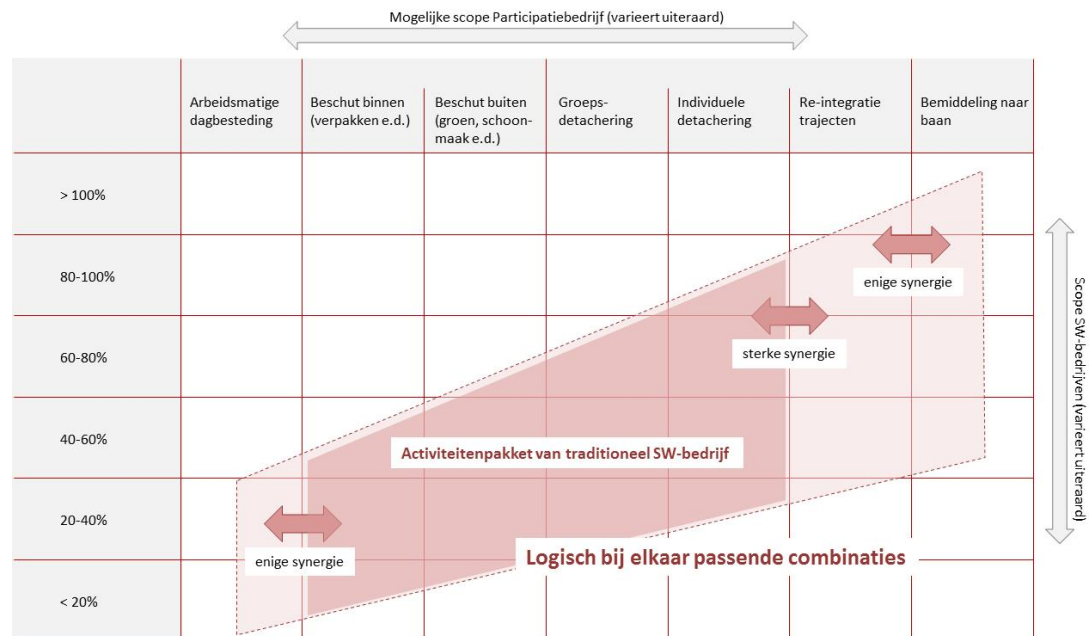 Mogelijke scope Participatiebedrijf (varieert uiteraard)
Arbeidsmatige
dagbesteding
Beschut binnen
(verpakken e.d.)
Beschut buiten
(groen, schoon-
maak e.d.)
Groeps-
detachering
Individuele
detachering
Re-integratie
trajecten
Bemiddeling naar
baan
> 100%
80-100%
enige synergie
60-80%
sterke synergie
40-60%
Activiteitenpakket van traditioneel SW-bedrijf
20-40%
enige synergie
Logisch bij elkaar passende combinaties
< 20%
Scope SW-bedrijven (varieert uiteraard)